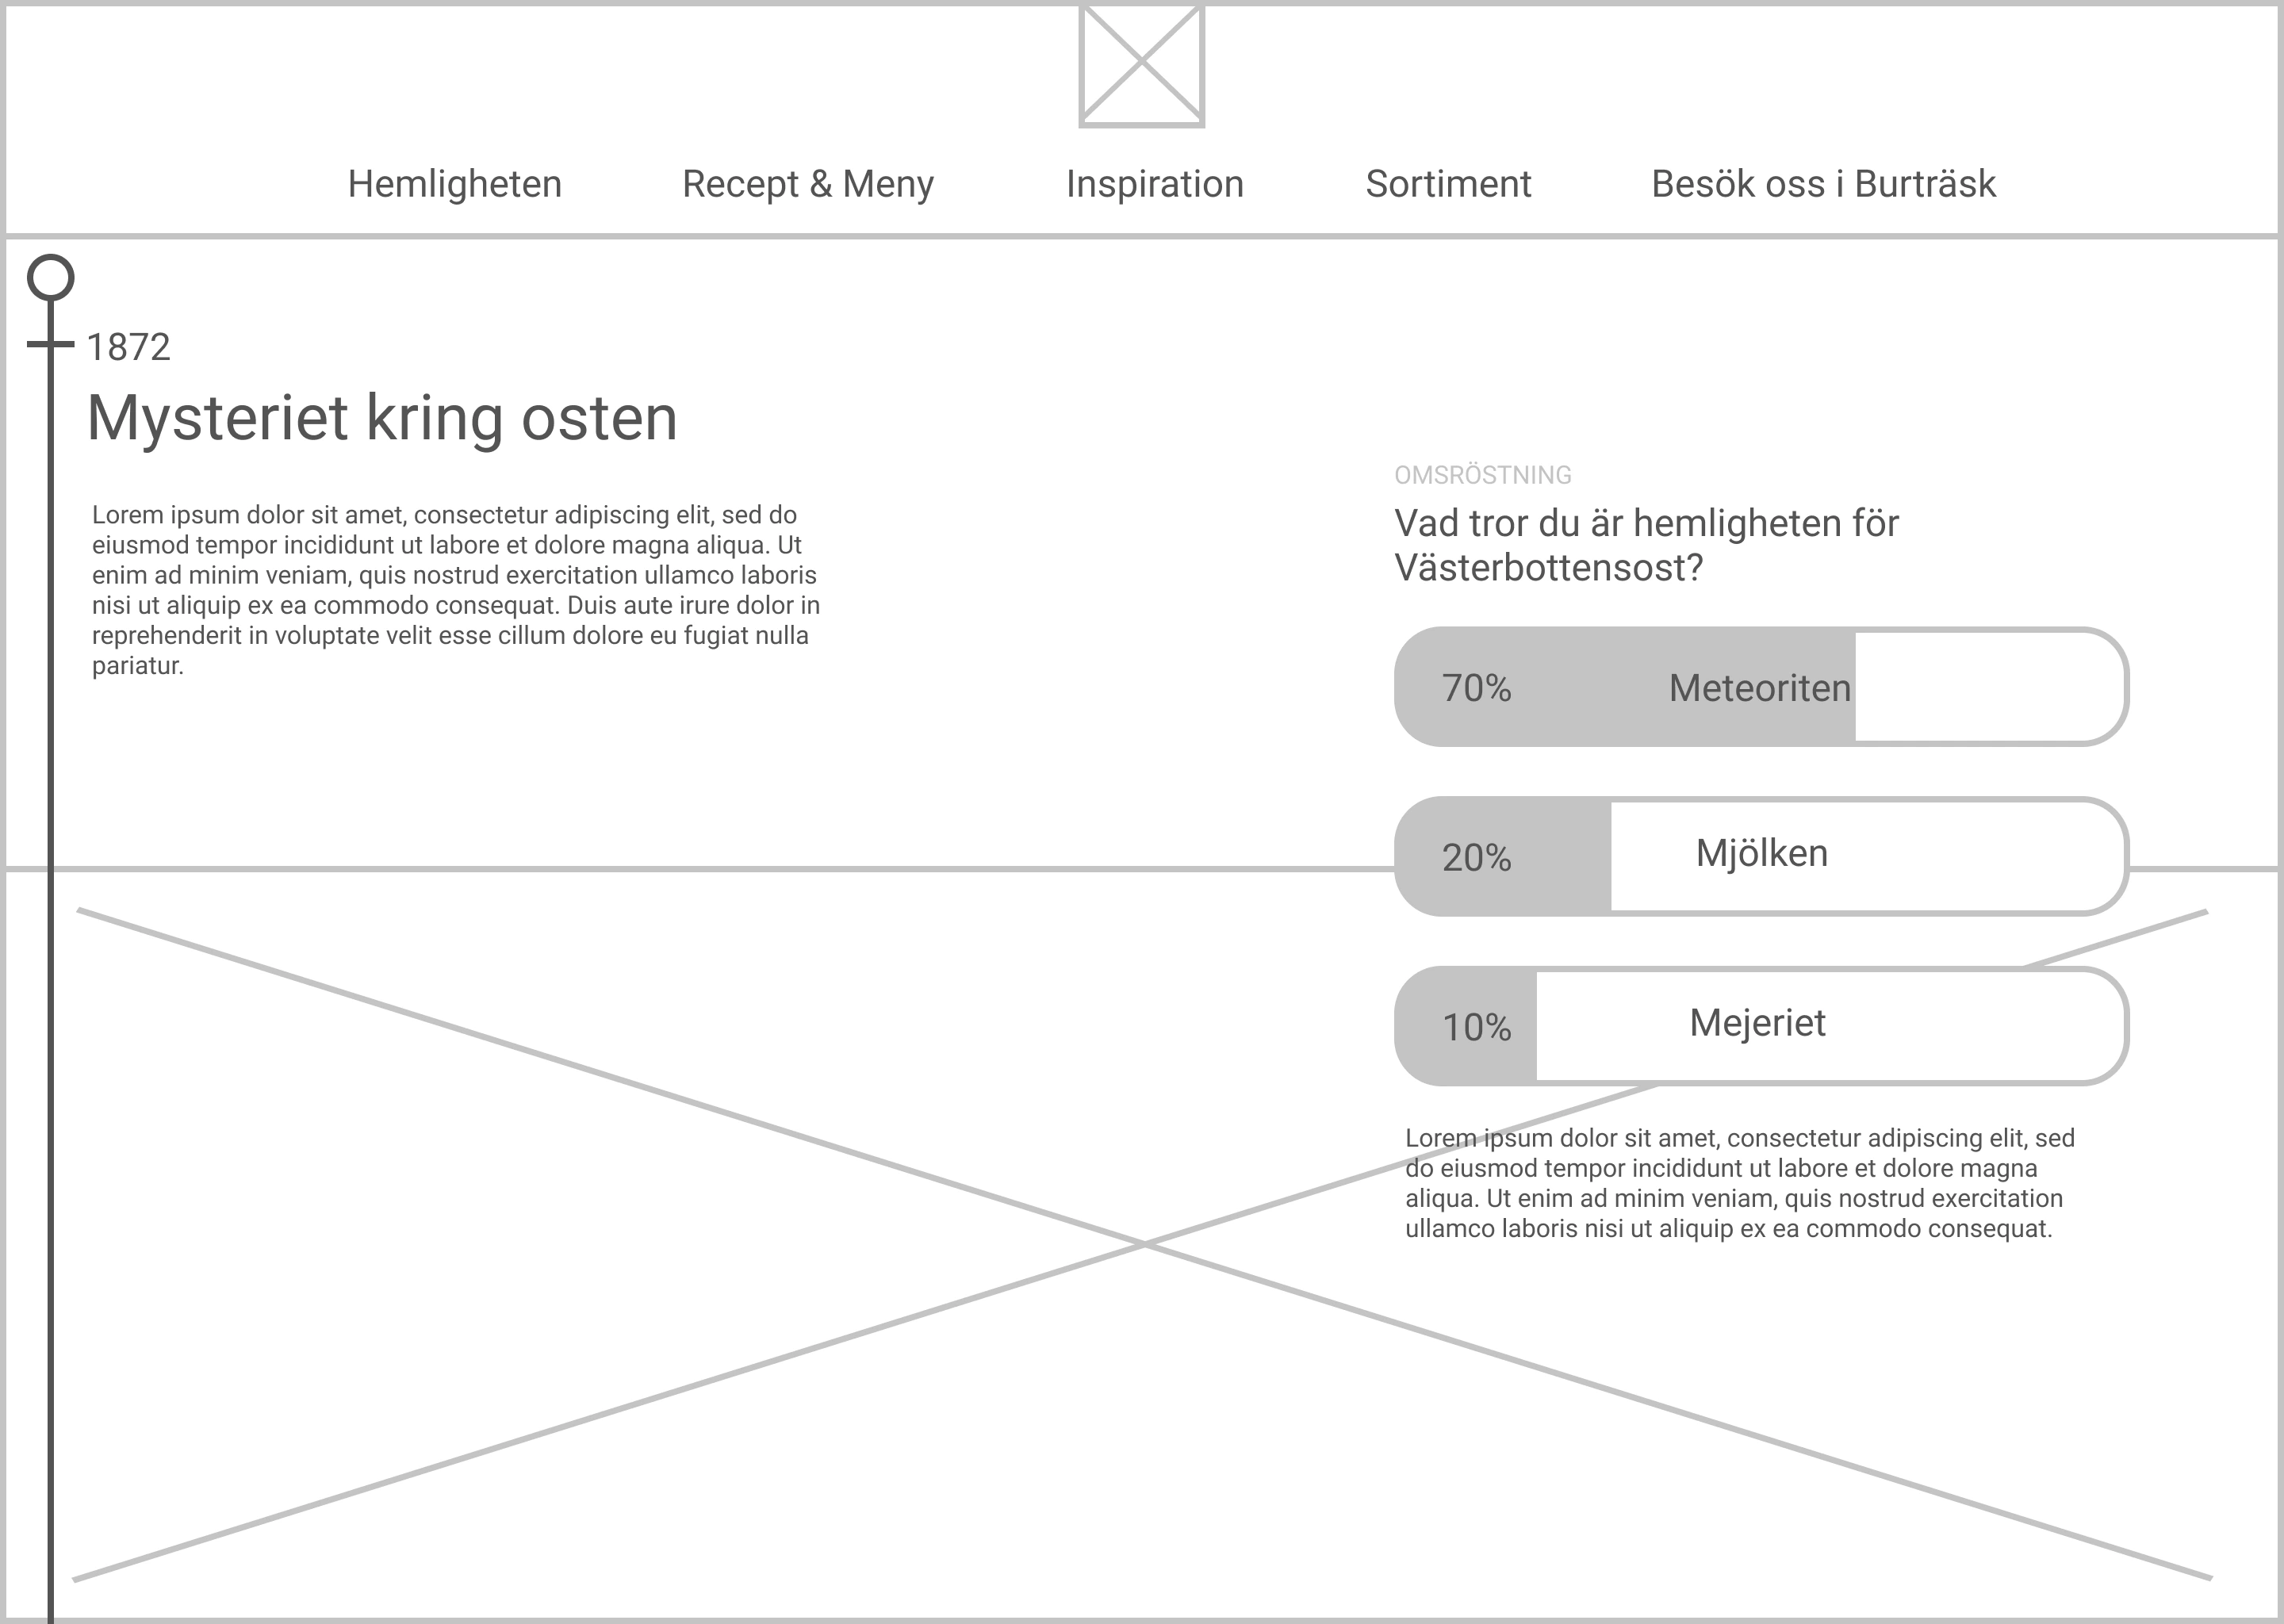 Hemligheten Recept & Meny Inspiration Sortiment Besök oss i Burträsk
1872
Mysteriet kring osten
Lorem ipsum dolor sit amet, consectetur adipiscing elit, sed do
eiusmod tempor incididunt ut labore et dolore magna aliqua. Ut
enim ad minim veniam, quis nostrud exercitation ullamco laboris
nisi ut aliquip ex ea commodo consequat. Duis aute irure dolor in
reprehenderit in voluptate velit esse cillum dolore eu fugiat nulla
pariatur.
OMSRÖSTNING
Vad tror du är hemligheten för
Västerbottensost?
70% Meteoriten
20% Mjölken
10% Mejeriet
Lorem ipsum dolor sit amet, consectetur adipiscing elit, sed
do eiusmod tempor incididunt ut labore et dolore magna
aliqua. Ut enim ad minim veniam, quis nostrud exercitation
ullamco laboris nisi ut aliquip ex ea commodo consequat.